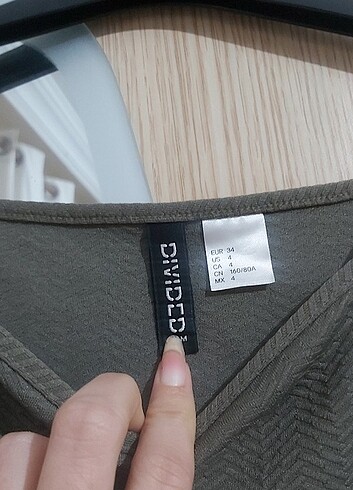 DIVIDED
EUR 34
US 4
CA 4
CN 160/80A
MX 4